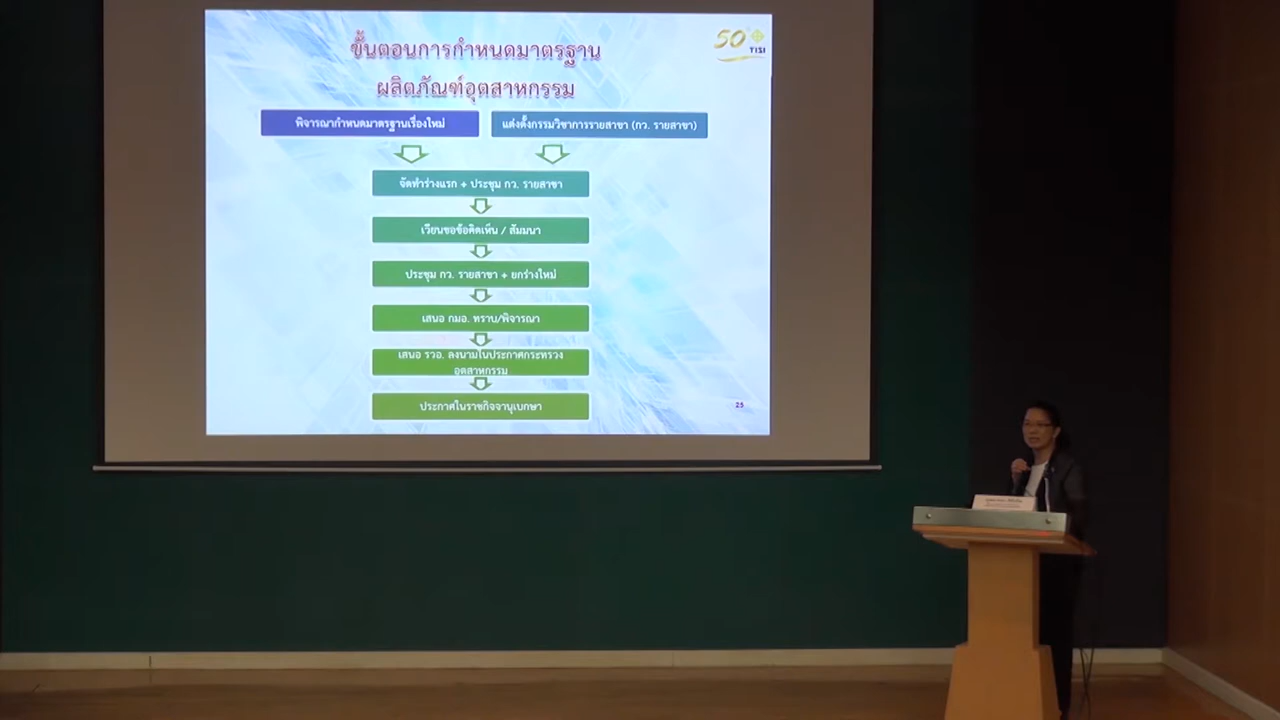 ขั้นตอนการกำหนดมาตรฐาน
ผลิตภัณฑ์อุตสาหกรรม
50
TISI
พิจารณากำหนดมาตรฐานเรื่องใหม่
แต่งตั้งกรรมวิชาการรายสาขา (กว. รายสาขา)
จัดทำร่างแรก + ประชุม กว. รายสาขา
เวียนขอข้อคิดเห็น / สัมมนา
ประชุม กว. รายสาขา + ยกร่างใหม่
เสนอ กมอ. ทราบ/พิจารณา
เสนอ รวอ. ลงนามในประกาศกระทรวง
อุตสาหกรรม
ประกาศในราชกิจจานุเบกษา
25